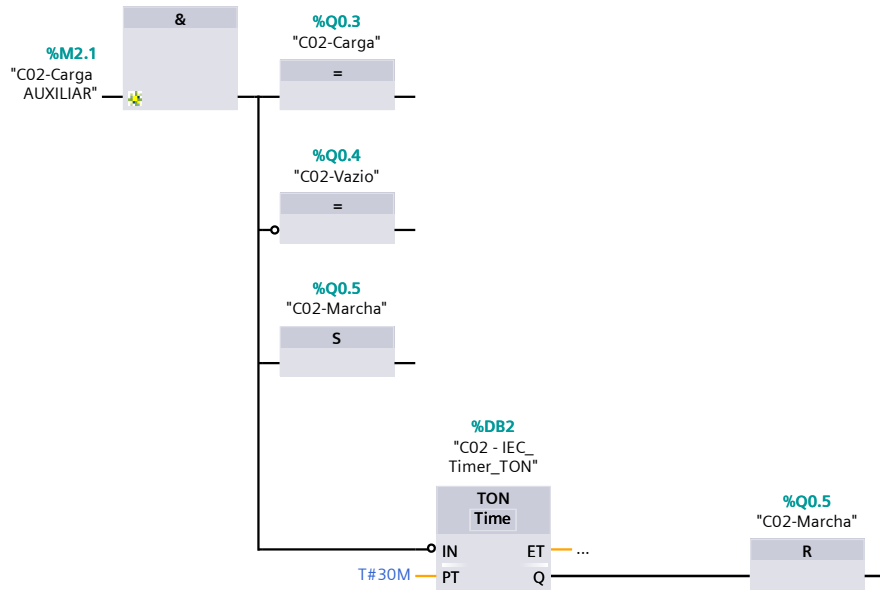 &
%M2.1
"C02-Carga
AUXILIAR"
%Q0.3
"C02-Carga"
=
%Q0.4
"C02-Vazio"
=
%Q0.5
"C02-Marcha"
S
%DB2
"C02 - IEC_
Timer_TON"
TON
Time
IN ET ...
T#30M PT Q
%Q0.5
"C02-Marcha"
R